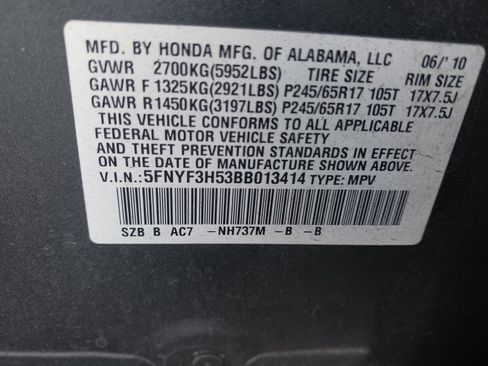 MFD. BY HONDA MFG. OF ALABAMA, LLC 06/' 10
GVWR 2700KG(5952LBS) TIRE SIZE RIM SIZE
GAWR F 1325KG(2921LBS) P245/65R17 105T 17X7.5J
GAWR R1450KG(3197LBS) P245/65R17 105T 17X7.5J
THIS VEHICLE CONFORMS TO ALL APPLICABLE
FEDERAL MOTOR VEHICLE SAFETY
AND THEFT PREVENTION STANDARDS IN EFFECT
ON THE DATE OF MANUFACTURE SHOWN ABOVE.
V.I.N.: 5FNYF3H53BB013414 TYPE: MPV
SZB B AC7 -NH737M -B -B